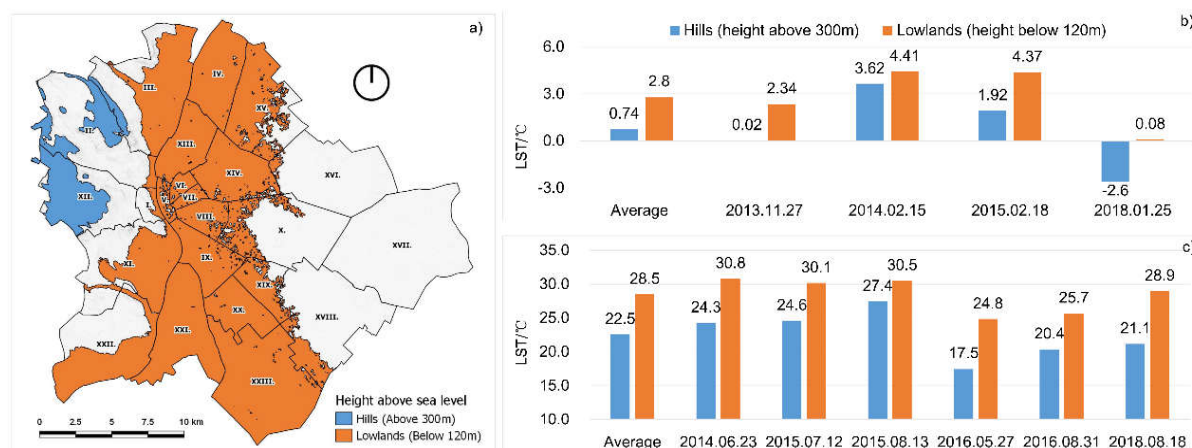 a)
III.
IV.
XV.
II.
XIII.
XIV.
XVI.
VI.
V.
VII.
I.
XII.
VIII.
X.
XVII.
XI.
IX.
XIX.
XVIII.
XX.
XXII.
XXI.
XXIII.
0.0 2.5 5.0 7.5 10 km
Height above sea level
Hills (Above 300m)
Lowlands (Below 120m)
b)
Hills (height above 300m) Lowlands (height below 120m)
LST/℃
6.0
3.0
0.0
-3.0
0.74 2.8
0.02 2.34
3.62 4.41
1.92 4.37
-2.6 0.08
Average 2013.11.27 2014.02.15 2015.02.18 2018.01.25
c)
LST/℃
35.0
30.0
25.0
20.0
15.0
10.0
22.5 28.5
24.3 30.8
24.6 30.1
27.4 30.5
17.5 24.8
20.4 25.7
21.1 28.9
Average 2014.06.23 2015.07.12 2015.08.13 2016.05.27 2016.08.31 2018.08.18